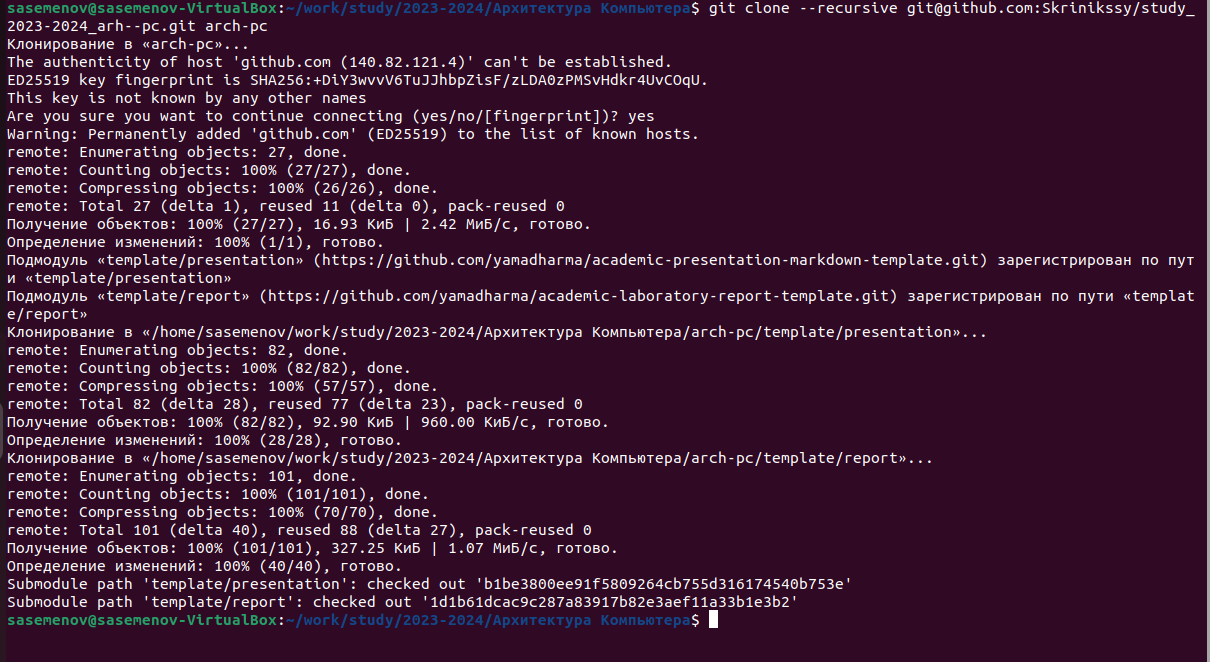 sasemenov@sasemenov-VirtualBox:~/work/study/2023-2024/Архитектура Компьютера$ git clone --recursive git@github.com:Skrinikssy/study_
2023-2024_arh--pc.git arch-pc
Клонирование в «arch-pc»...
The authenticity of host 'github.com (140.82.121.4)' can't be established.
ED25519 key fingerprint is SHA256:+DiY3wvvV6TuJJhbpZisF/zLDA0zPMSvHdkr4UvCOqU.
This key is not known by any other names
Are you sure you want to continue connecting (yes/no/[fingerprint])? yes
Warning: Permanently added 'github.com' (ED25519) to the list of known hosts.
remote: Enumerating objects: 27, done.
remote: Counting objects: 100% (27/27), done.
remote: Compressing objects: 100% (26/26), done.
remote: Total 27 (delta 1), reused 11 (delta 0), pack-reused 0
Получение объектов: 100% (27/27), 16.93 КиБ | 2.42 МиБ/с, готово.
Определение изменений: 100% (1/1), готово.
Подмодуль «template/presentation» (https://github.com/yamadharma/academic-presentation-markdown-template.git) зарегистрирован по пут
и «template/presentation»
Подмодуль «template/report» (https://github.com/yamadharma/academic-laboratory-report-template.git) зарегистрирован по пути «templat
e/report»
Клонирование в «/home/sasemenov/work/study/2023-2024/Архитектура Компьютера/arch-pc/template/presentation»...
remote: Enumerating objects: 82, done.
remote: Counting objects: 100% (82/82), done.
remote: Compressing objects: 100% (57/57), done.
remote: Total 82 (delta 28), reused 77 (delta 23), pack-reused 0
Получение объектов: 100% (82/82), 92.90 КиБ | 960.00 КиБ/с, готово.
Определение изменений: 100% (28/28), готово.
Клонирование в «/home/sasemenov/work/study/2023-2024/Архитектура Компьютера/arch-pc/template/report»...
remote: Enumerating objects: 101, done.
remote: Counting objects: 100% (101/101), done.
remote: Compressing objects: 100% (70/70), done.
remote: Total 101 (delta 40), reused 88 (delta 27), pack-reused 0
Получение объектов: 100% (101/101), 327.25 КиБ | 1.07 МиБ/с, готово.
Определение изменений: 100% (40/40), готово.
Submodule path 'template/presentation': checked out 'b1be3800ee91f5809264cb755d316174540b753e'
Submodule path 'template/report': checked out '1d1b61dcac9c287a83917b82e3aef11a33b1e3b2'
sasemenov@sasemenov-VirtualBox:~/work/study/2023-2024/Архитектура Компьютера$